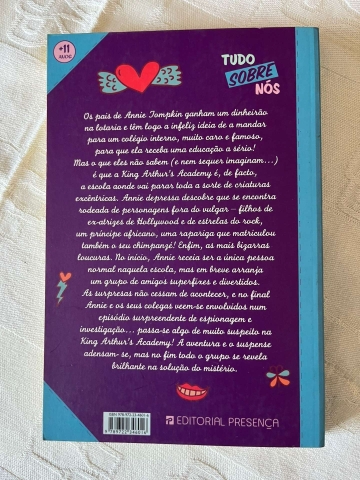 +11
ANOS
TUDO
SOBRE
NÓS
Os pais de Annie Tompkin ganham um dinheirão
na lotaria e têm logo a infeliz ideia de a mandar
para um colégio interno, muito caro e famoso,
para que ela receba uma educação a sério!
Mas o que eles não sabem (e nem sequer imaginam...)
é que a King Arthur's Academy é, de facto,
a escola aonde vai parar toda a sorte de criaturas
excêntricas. Annie depressa descobre que se encontra
rodeada de personagens fora do vulgar – filhos de
ex-atrizes de Hollywood e de estrelas do rock,
um príncipe africano, uma rapariga que matriculou
também o seu chimpanzé! Enfim, as mais bizarras
loucuras. No início, Annie receia ser a única pessoa
normal naquela escola, mas em breve arranja
um grupo de amigos superfixes e divertidos.
As surpresas não cessam de acontecer, e no final
Annie e os seus colegas veem-se envolvidos num
episódio surpreendente de espionagem e
investigação... passa-se algo de muito suspeito na
King Arthur's Academy! A aventura e o suspense
adensam- se, mas no fim todo o grupo se revela
brilhante na solução do mistério.
EDITORIAL PRESENÇA